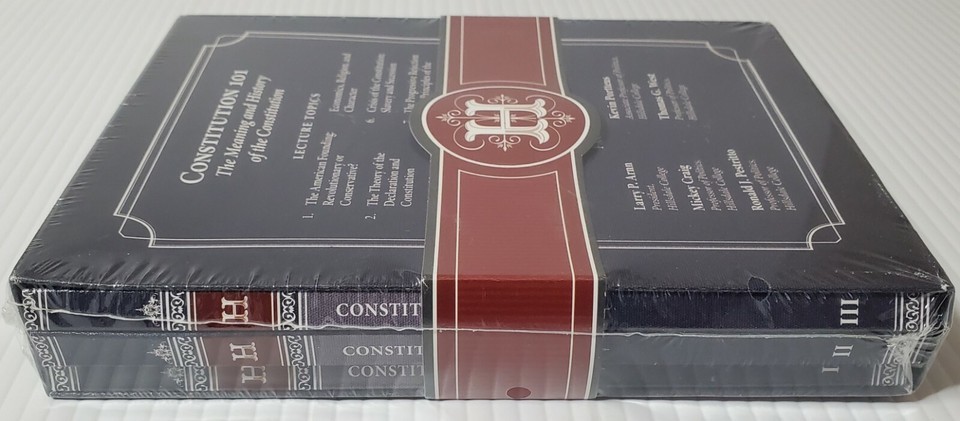 CONSTITUTION 101
The Meaning and History
of the Constitution
LECTURE TOPICS
1. The American Founding:
Revolutionary or
Conservative?
2. The Theory of the
Declaration and
Constitution
Economics, Religion, and
Character
6. Crisis of the Constitution:
Slavery and Secession
The Progressive Rejection
Principles of the
H
Larry P. Arnn
President,
Hillsdale College
Mickey Craig
Professor of Politics,
Hillsdale College
Ronald J. Pestritto
Professor of Politics,
Hillsdale College
Kevin Portteus
Assistant Professor of Politics,
Hillsdale College
Thomas G. West
Professor of Politics,
Hillsdale College
H
CONSTIT
III
H
CONSTIT
II
H
CONSTIT
I